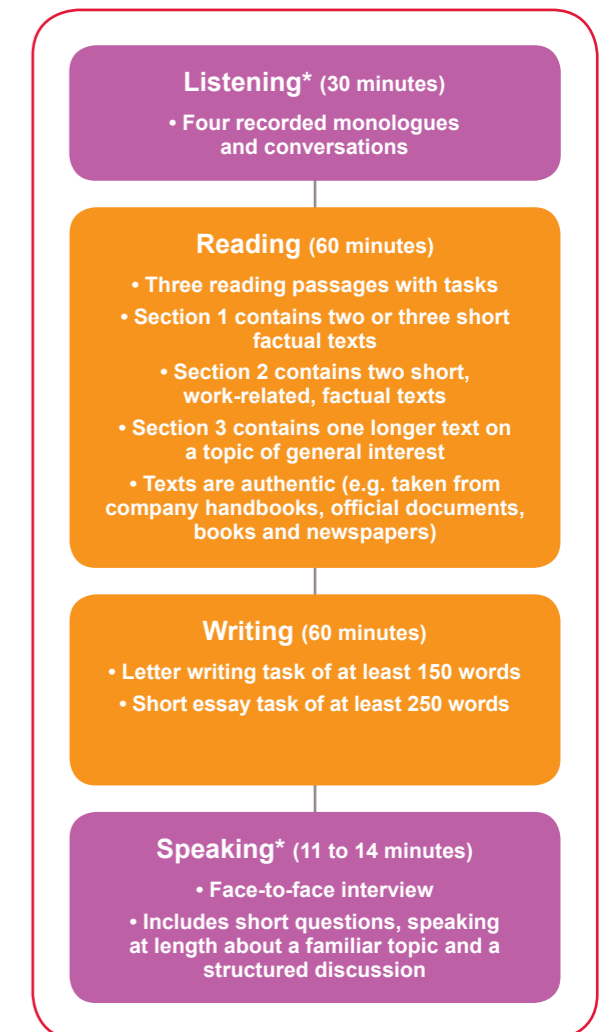 Listening* (30 minutes)
• Four recorded monologues
and conversations
Reading (60 minutes)
• Three reading passages with tasks
• Section 1 contains two or three short
factual texts
• Section 2 contains two short,
work-related, factual texts
• Section 3 contains one longer text on
a topic of general interest
• Texts are authentic (e.g. taken from
company handbooks, official documents,
books and newspapers)
Writing (60 minutes)
• Letter writing task of at least 150 words
• Short essay task of at least 250 words
Speaking* (11 to 14 minutes)
• Face-to-face interview
• Includes short questions, speaking
at length about a familiar topic and a
structured discussion